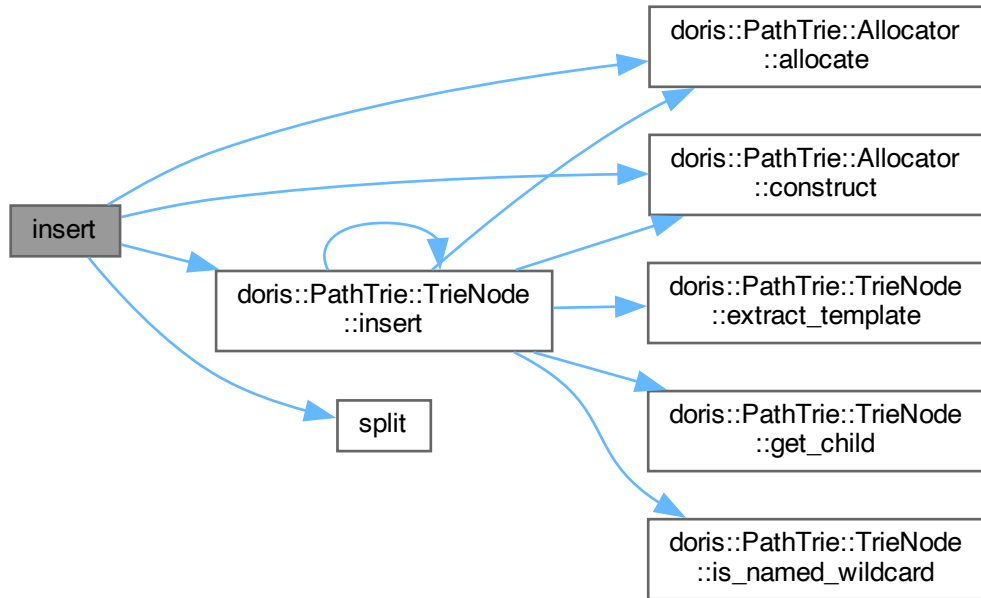 doris::PathTrie::Allocator
::allocate
doris::PathTrie::Allocator
::construct
insert
doris::PathTrie::TrieNode
::insert
doris::PathTrie::TrieNode
::extract_template
split
doris::PathTrie::TrieNode
::get_child
doris::PathTrie::TrieNode
::is_named_wildcard